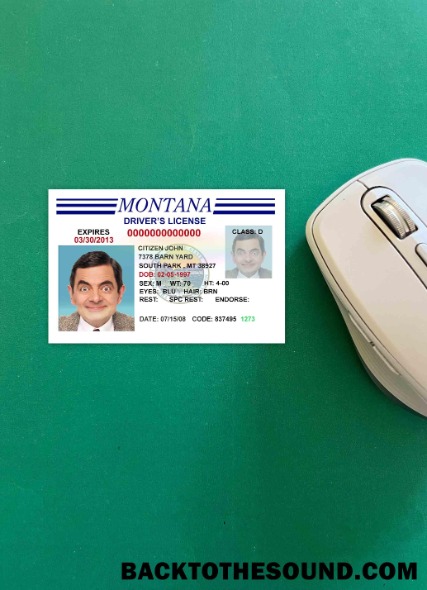 MONTANA
DRIVER'S LICENSE
EXPIRES
03/30/2013
0000000000000
CLASS: D
CITIZEN JOHN
7378 BARN YARD
SOUTH PARK , MT 38527
DOB: 02-05-1997
SEX: M WT: 70 HT: 4-00
EYES: BLU HAIR: BRN
REST: SPC REST: ENDORSE:
DATE: 07/15/08 CODE: 837495 1273
BACKTOTHESOUND.COM